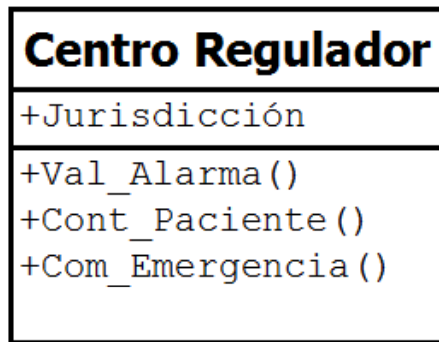 Centro Regulador
+Jurisdicción
+Val_Alarma()
+Cont_Paciente()
+Com_Emergencia()